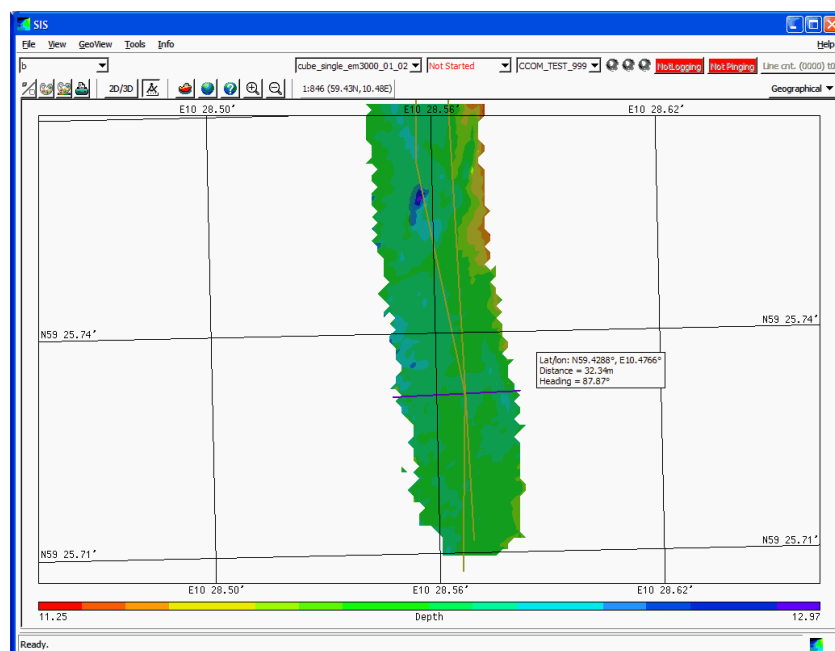 SIS
File View GeoView Tools Info Help
b cube_single_em3000_01_02 Not Started CCOM_TEST_999 NotLogging Not Pinging Line cnt. (0000) t0
2D/3D 1:846 (59.43N,10.48E) Geographical
E10 28.50' E10 28.56' E10 28.62'
N59 25.74' N59 25.74'
Lat/lon: N59.4288°, E10.4766°
Distance = 32.34m
Heading = 87.87°
N59 25.71' N59 25.71'
E10 28.50' E10 28.56' E10 28.62'
11.25 Depth 12.97
Ready.